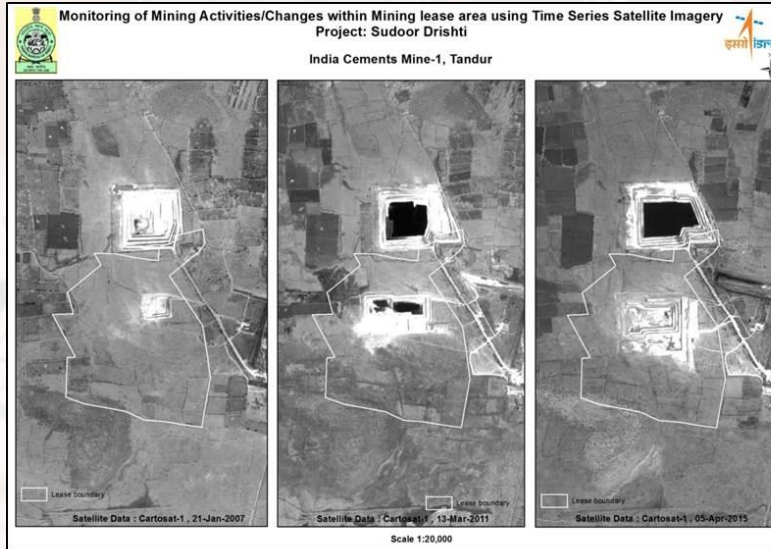 Monitoring of Mining Activities/Changes within Mining lease area using Time Series Satellite Imagery
Project: Sudoor Drishti
India Cements Mine-1, Tandur
इसरो isro
Lease boundary
Satellite Data : Cartosat-1 , 21-Jan-2007
Lease boundary
Satellite Data : Cartosat-1 , 13-Mar-2011
Lease boundary
Satellite Data : Cartosat-1 , 05-Apr-2015
Scale 1:20,000